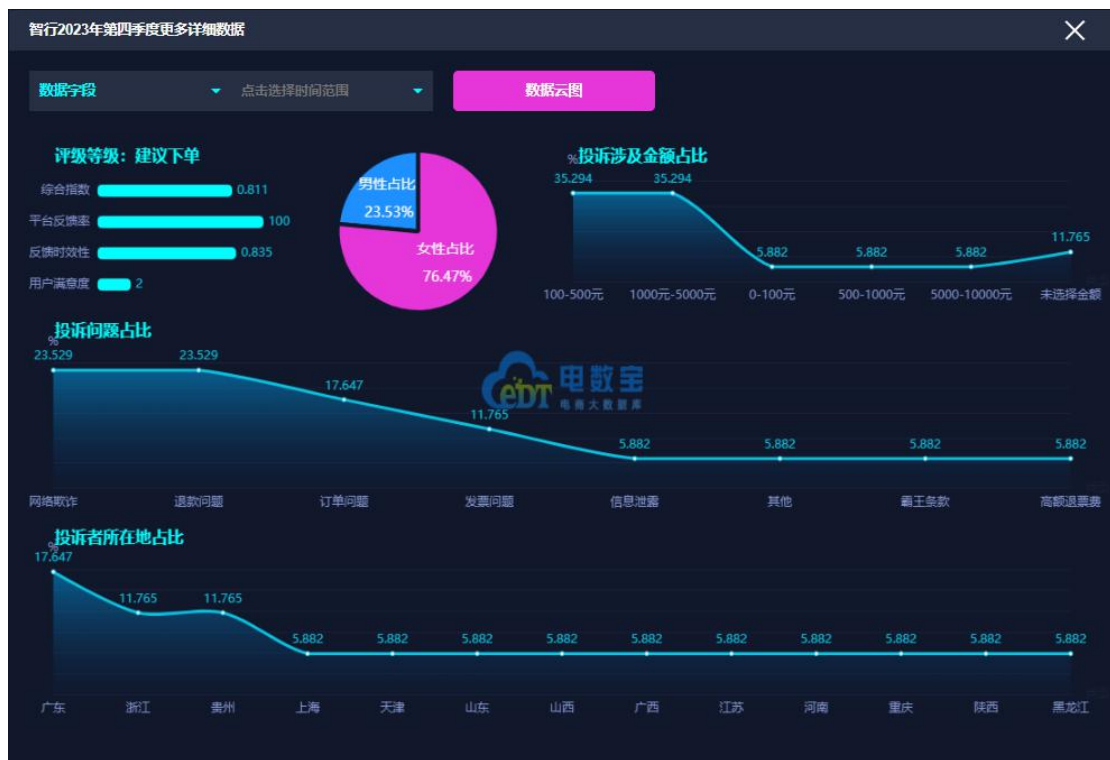 智行2023年第四季度更多详细数据
数据字段
点击选择时间范围
数据云图
评级等级：建议下单
综合指数 0.811
平台反馈率 100
反馈时效性 0.835
用户满意度 2
男性占比
23.53%
女性占比
76.47%
%投诉涉及金额占比
35.294 35.294 5.882 5.882 5.882 11.765
100-500元 1000元-5000元 0-100元 500-1000元 5000-10000元 未选择金额
投诉问题占比
%
23.529 23.529 17.647 11.765 5.882 5.882 5.882 5.882
网络欺诈 退款问题 订单问题 发票问题 信息泄露 其他 霸王条款 高额退票费
eDT 电数宝
电商大数据库
投诉者所在地占比
%
17.647 11.765 11.765 5.882 5.882 5.882 5.882 5.882 5.882 5.882 5.882 5.882 5.882
广东 浙江 贵州 上海 天津 山东 山西 广西 江苏 河南 重庆 陕西 黑龙江